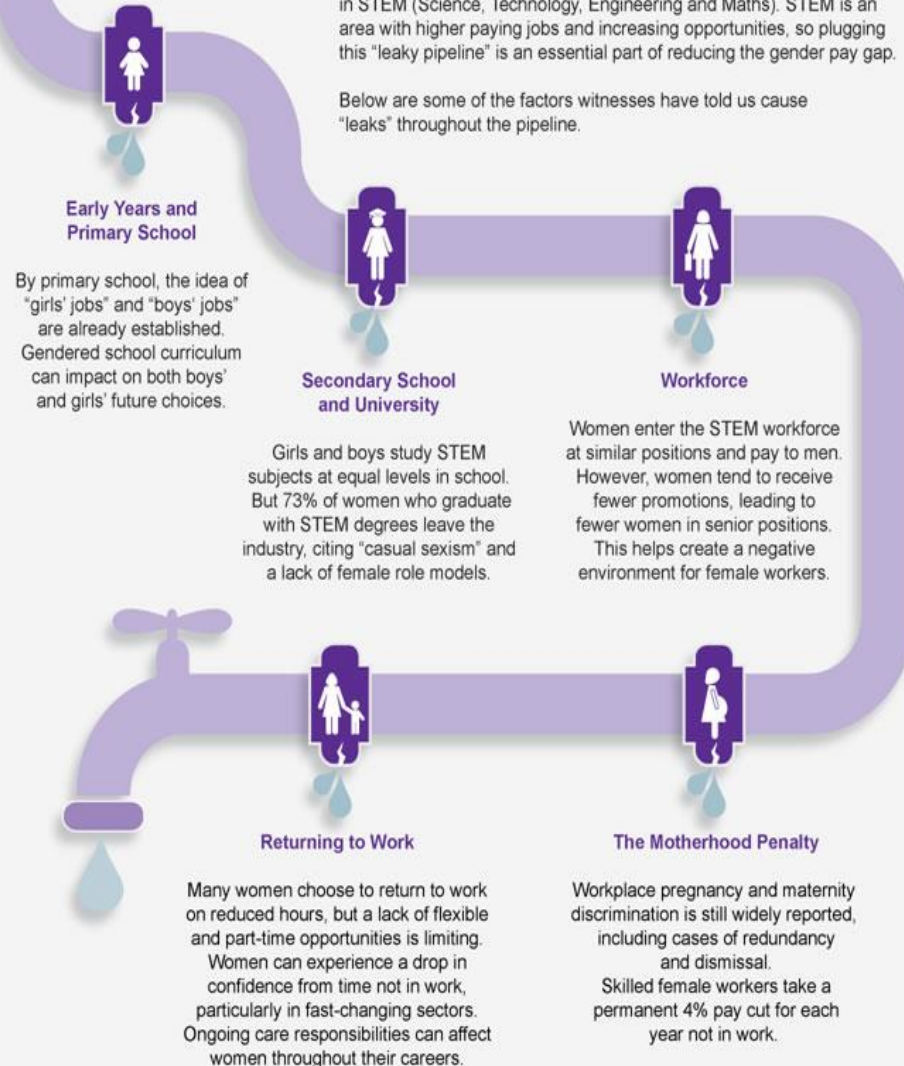 in STEM (Science, Technology, Engineering and Maths). STEM is an
area with higher paying jobs and increasing opportunities, so plugging
this “leaky pipeline” is an essential part of reducing the gender pay gap.
Below are some of the factors witnesses have told us cause
“leaks” throughout the pipeline.
Early Years and
Primary School
By primary school, the idea of
“girls’ jobs” and “boys‘ jobs”
are already established.
Gendered school curriculum
can impact on both boys’
and girls’ future choices.
Secondary School
and University
Girls and boys study STEM
subjects at equal levels in school.
But 73% of women who graduate
with STEM degrees leave the
industry, citing “casual sexism” and
a lack of female role models.
Workforce
Women enter the STEM workforce
at similar positions and pay to men.
However, women tend to receive
fewer promotions, leading to
fewer women in senior positions.
This helps create a negative
environment for female workers.
Returning to Work
Many women choose to return to work
on reduced hours, but a lack of flexible
and part-time opportunities is limiting.
Women can experience a drop in
confidence from time not in work,
particularly in fast-changing sectors.
Ongoing care responsibilities can affect
women throughout their careers.
The Motherhood Penalty
Workplace pregnancy and maternity
discrimination is still widely reported,
including cases of redundancy
and dismissal.
Skilled female workers take a
permanent 4% pay cut for each
year not in work.